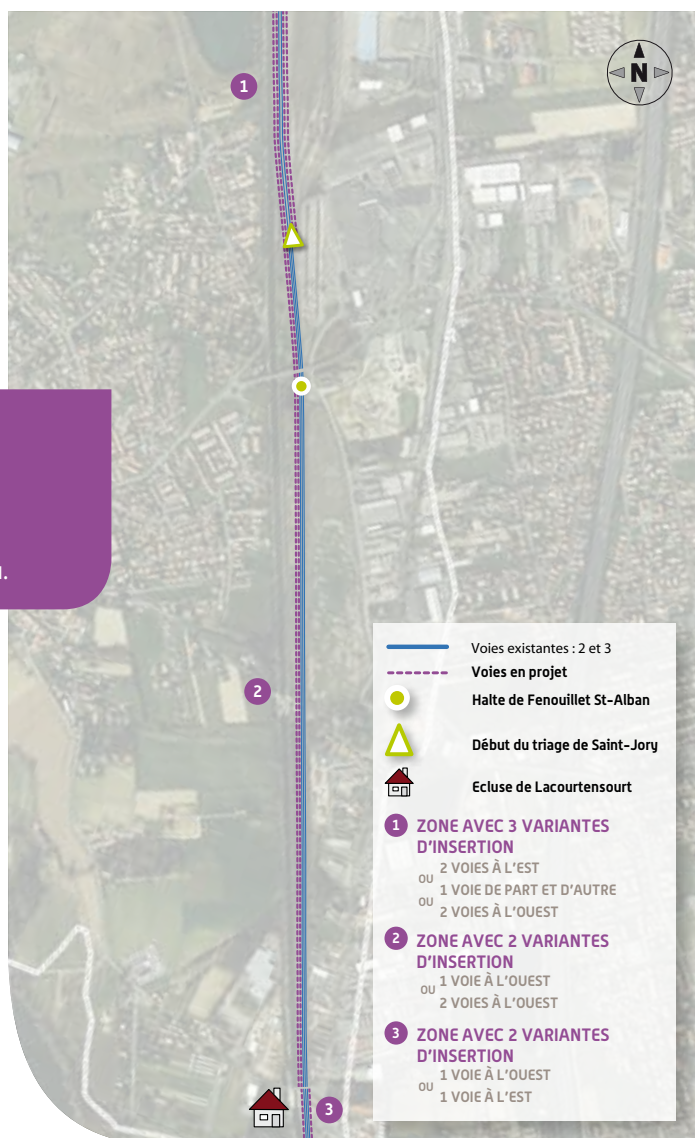 N
1
l.
2
3
Voies existantes : 2 et 3
Voies en projet
Halte de Fenouillet St-Alban
Début du triage de Saint-Jory
Ecluse de Lacourtensourt
1 ZONE AVEC 3 VARIANTES
D'INSERTION
2 VOIES À L'EST
OU
1 VOIE DE PART ET D'AUTRE
OU
2 VOIES À L'OUEST
2 ZONE AVEC 2 VARIANTES
D'INSERTION
1 VOIE À L'OUEST
OU
2 VOIES À L'OUEST
3 ZONE AVEC 2 VARIANTES
D'INSERTION
1 VOIE À L'OUEST
OU
1 VOIE À L'EST